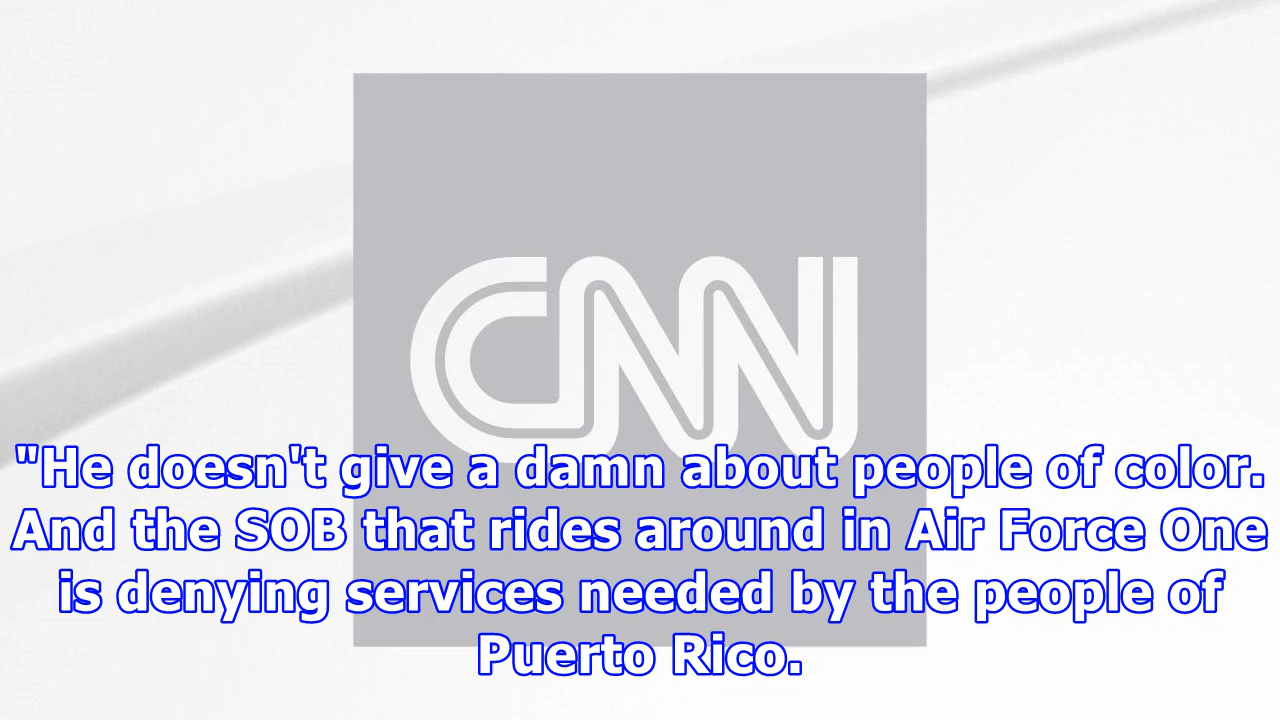 CNN
"He doesn't give a damn about people of color.
And the SOB that rides around in Air Force One
is denying services needed by the people of
Puerto Rico.